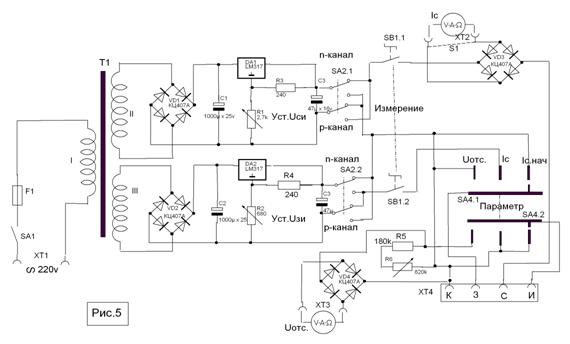 Ic
V-A-Ω
XT2
SB1.1
S1
T1
n-канал
DA1
LM317
SA2.1
VD3
КЦ407А
R3
240
C3
47μ x 16v
VD1
КЦ407А
C1
1000μ x 25V
R1
2,7k
Уст.Uси
Измерение
II
p-канал
I
n-канал
DA2
LM317
SA2.2
Uотс.
Ic
Ic.нач
III
R4
240
F1
VD2
КЦ407А
C2
1000μ x 25
R2
680
Уст.Uзи
C3
47μ
SB1.2
SA4.1
Параметр
SA4.2
p-канал
SA1
180k
R5
R6
620k
XT1
∽ 220v
VD4
КЦ407А
XT3
XT4
К
З
С
И
Рис.5
Uотс.
V-A-Ω